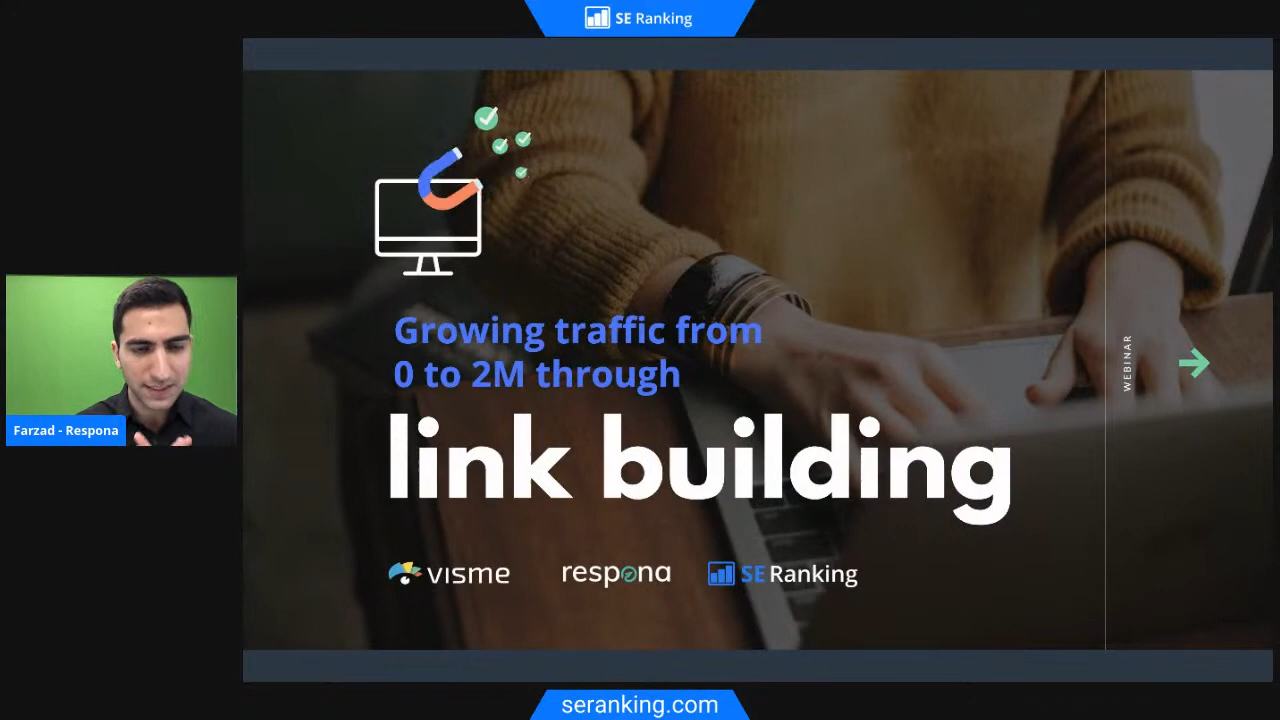 SE Ranking
Growing traffic from
0 to 2M through
link building
WEBINAR
Farzad - Respona
visme
respona
SE Ranking
seranking.com